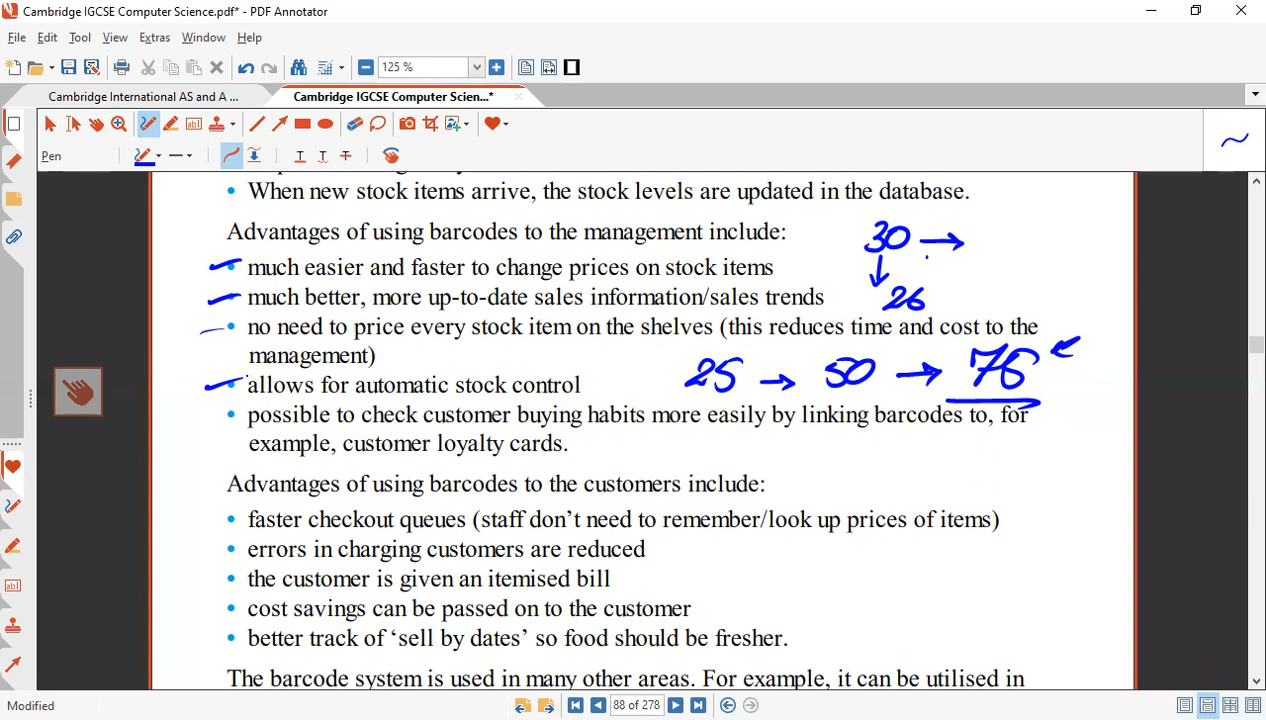 Cambridge IGCSE Computer Science.pdf* - PDF Annotator
File Edit Tool View Extras Window Help
125 %
Cambridge International AS and A ...
Cambridge IGCSE Computer Scien...*
Pen
• When new stock items arrive, the stock levels are updated in the database.
Advantages of using barcodes to the management include:
30 →
• much easier and faster to change prices on stock items
• much better, more up-to-date sales information/sales trends
26
• no need to price every stock item on the shelves (this reduces time and cost to the
management)
25 → 50 →
• allows for automatic stock control
• possible to check customer buying habits more easily by linking barcodes to, for
example, customer loyalty cards.
Advantages of using barcodes to the customers include:
• faster checkout queues (staff don’t need to remember/look up prices of items)
• errors in charging customers are reduced
• the customer is given an itemised bill
• cost savings can be passed on to the customer
• better track of ‘sell by dates’ so food should be fresher.
The barcode system is used in many other areas. For example, it can be utilised in
Modified
88 of 278